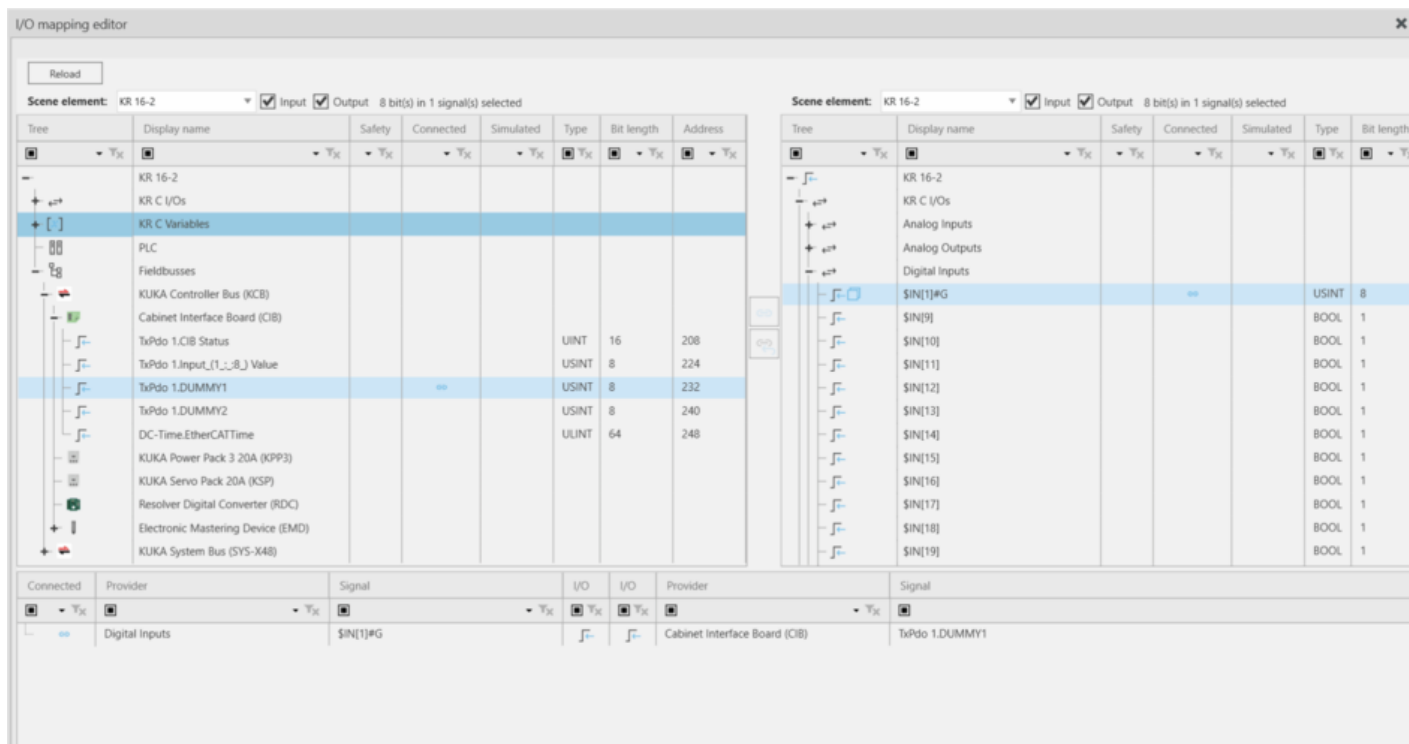 I/O mapping editor
Reload
Scene element: KR 16-2 Input Output 8 bit(s) in 1 signal(s) selected
Scene element: KR 16-2 Input Output 8 bit(s) in 1 signal(s) selected
Tree Display name Safety Connected Simulated Type Bit length Address
Tree Display name Safety Connected Simulated Type Bit length
KR 16-2
KR 16-2
KR C I/Os
KR C I/Os
KR C Variables
Analog Inputs
PLC
Analog Outputs
Fieldbusses
Digital Inputs
KUKA Controller Bus (KCB)
$IN[1]#G USINT 8
Cabinet Interface Board (CIB)
$IN[9] BOOL 1
TxPdo 1.CIB Status UINT 16 208
$IN[10] BOOL 1
TxPdo 1.Input_(1_:_:8_) Value USINT 8 224
$IN[11] BOOL 1
TxPdo 1.DUMMY1 USINT 8 232
$IN[12] BOOL 1
TxPdo 1.DUMMY2 USINT 8 240
$IN[13] BOOL 1
DC-Time.EtherCATTime ULINT 64 248
$IN[14] BOOL 1
KUKA Power Pack 3 20A (KPP3)
$IN[15] BOOL 1
KUKA Servo Pack 20A (KSP)
$IN[16] BOOL 1
Resolver Digital Converter (RDC)
$IN[17] BOOL 1
Electronic Mastering Device (EMD)
$IN[18] BOOL 1
KUKA System Bus (SYS-X48)
$IN[19] BOOL 1
Connected Provider Signal I/O I/O Provider Signal
Digital Inputs $IN[1]#G Cabinet Interface Board (CIB) TxPdo 1.DUMMY1